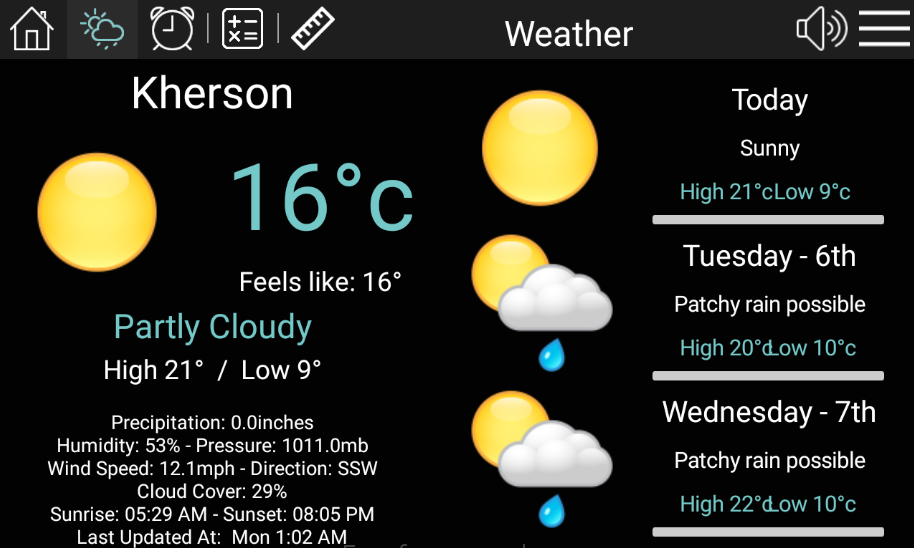 Weather
Kherson
16°c
Feels like: 16°
Partly Cloudy
High 21° / Low 9°
Precipitation: 0.0inches
Humidity: 53% - Pressure: 1011.0mb
Wind Speed: 12.1mph - Direction: SSW
Cloud Cover: 29%
Sunrise: 05:29 AM - Sunset: 08:05 PM
Last Updated At: Mon 1:02 AM
Today
Sunny
High 21°cLow 9°c
Tuesday - 6th
Patchy rain possible
High 20°cLow 10°c
Wednesday - 7th
Patchy rain possible
High 22°cLow 10°c